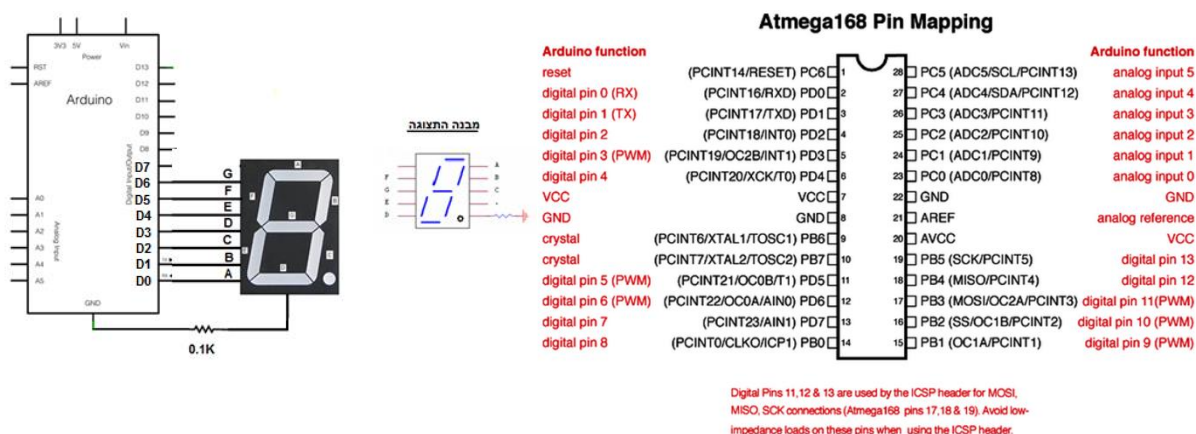 3V3 5V Vin
Power
RST
AREF
Arduino
D13
D12
D11
D10
D9
D8
D7
D6
D5
D4
D3
D2
D1
D0
Digital Input/Output
A0
A1
A2
A3
A4
A5
Analog Input
GND
G
F
E
D
C
B
A
A
F
B
G
E
C
D
0.1K
מבנה התצוגה
F
G
E
D
A
B
C
Atmega168 Pin Mapping
Arduino function
reset
digital pin 0 (RX)
digital pin 1 (TX)
digital pin 2
digital pin 3 (PWM)
digital pin 4
VCC
GND
crystal
crystal
digital pin 5 (PWM)
digital pin 6 (PWM)
digital pin 7
digital pin 8
(PCINT14/RESET) PC6 1
(PCINT16/RXD) PD0 2
(PCINT17/TXD) PD1 3
(PCINT18/INT0) PD2 4
(PCINT19/OC2B/INT1) PD3 5
(PCINT20/XCK/T0) PD4 6
VCC 7
GND 8
(PCINT6/XTAL1/TOSC1) PB6 9
(PCINT7/XTAL2/TOSC2) PB7 10
(PCINT21/OC0B/T1) PD5 11
(PCINT22/OC0A/AIN0) PD6 12
(PCINT23/AIN1) PD7 13
(PCINT0/CLKO/ICP1) PB0 14
28 PC5 (ADC5/SCL/PCINT13)
27 PC4 (ADC4/SDA/PCINT12)
26 PC3 (ADC3/PCINT11)
25 PC2 (ADC2/PCINT10)
24 PC1 (ADC1/PCINT9)
23 PC0 (ADC0/PCINT8)
22 GND
21 AREF
20 AVCC
19 PB5 (SCK/PCINT5)
18 PB4 (MISO/PCINT4)
17 PB3 (MOSI/OC2A/PCINT3)
16 PB2 (SS/OC1B/PCINT2)
15 PB1 (OC1A/PCINT1)
Arduino function
analog input 5
analog input 4
analog input 3
analog input 2
analog input 1
analog input 0
GND
analog reference
VCC
digital pin 13
digital pin 12
digital pin 11(PWM)
digital pin 10 (PWM)
digital pin 9 (PWM)
Digital Pins 11,12 & 13 are used by the ICSP header for MOSI,
MISO, SCK connections (Atmega168 pins 17,18 & 19). Avoid low-
impedance loads on these pins when using the ICSP header.